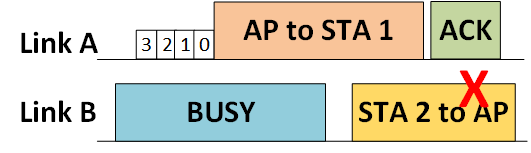 Link A 3 2 1 0 AP to STA 1 ACK
Link B BUSY STA 2 to AP